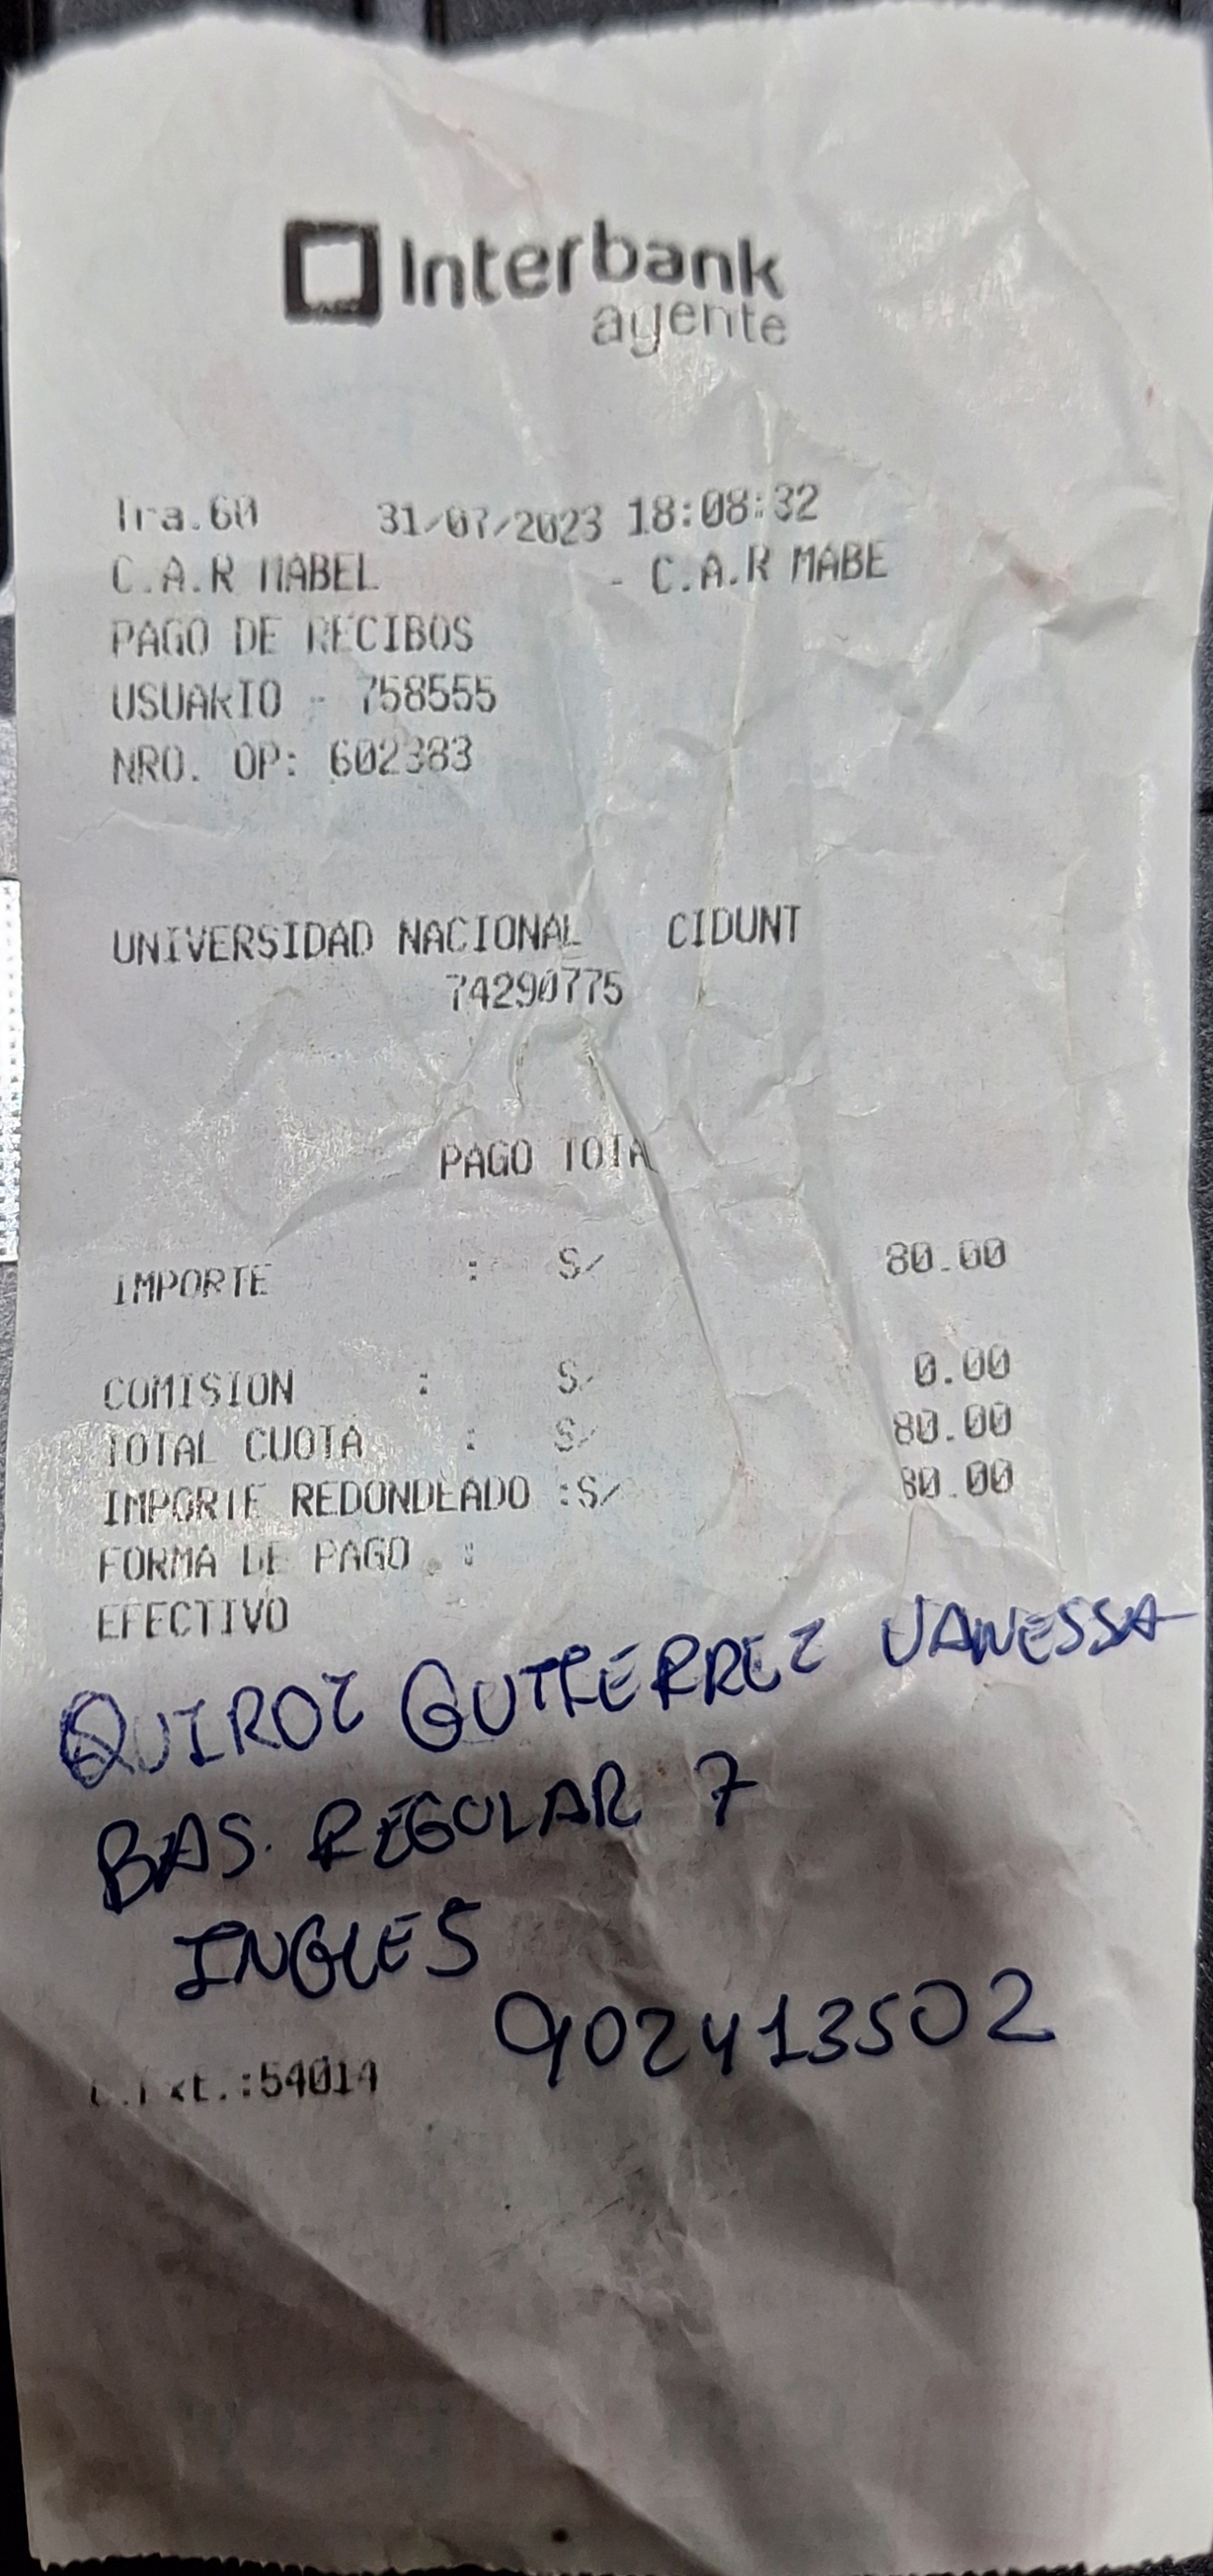 Interbank
agente
Tra.60 31/07/2023 18:08:32
C.A.R MABEL - C.A.R MABE
PAGO DE RECIBOS
USUARIO - 758555
NRO. OP: 602383
UNIVERSIDAD NACIONAL CIDUNT
74290775
PAGO TOTA
IMPORTE : S/ 80.00
COMISION : S/ 0.00
TOTAL CUOTA : S/ 80.00
IMPORTE REDONDEADO :S/ 80.00
FORMA DE PAGO :
EFECTIVO
QUIROZ GUTIERREZ VANESSA
BAS. REGULAR 7
INGLES
902413502
:54014